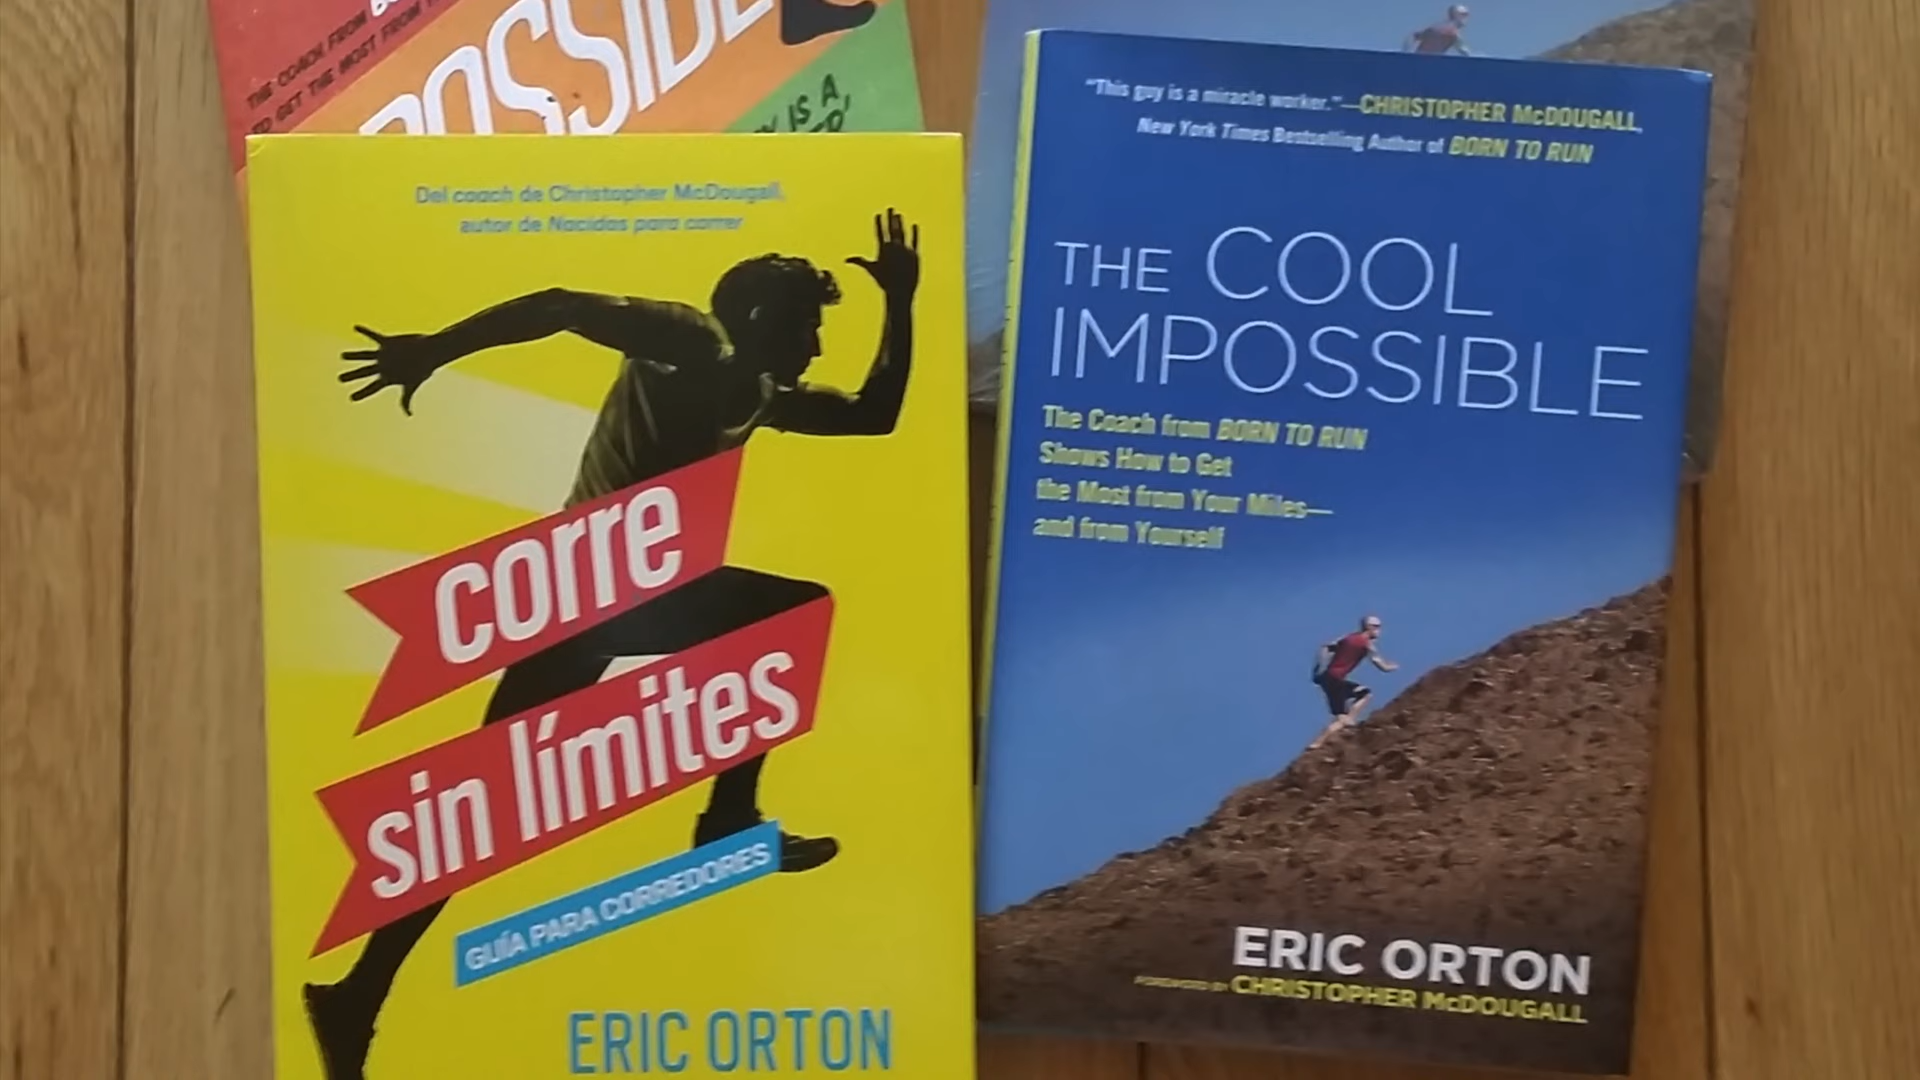 THE COACH FROM
TO GET THE MOST FROM
POSSIBLE
IS A
Del coach de Christopher McDougall,
autor de Nacidos para correr
corre
sin límites
GUÍA PARA CORREDORES
ERIC ORTON
"This guy is a miracle worker."—CHRISTOPHER McDOUGALL,
New York Times Bestselling Author of BORN TO RUN
THE COOL
IMPOSSIBLE
The Coach from BORN TO RUN
Shows How to Get
the Most from Your Miles—
and from Yourself
ERIC ORTON
FOREWORD BY CHRISTOPHER McDOUGALL